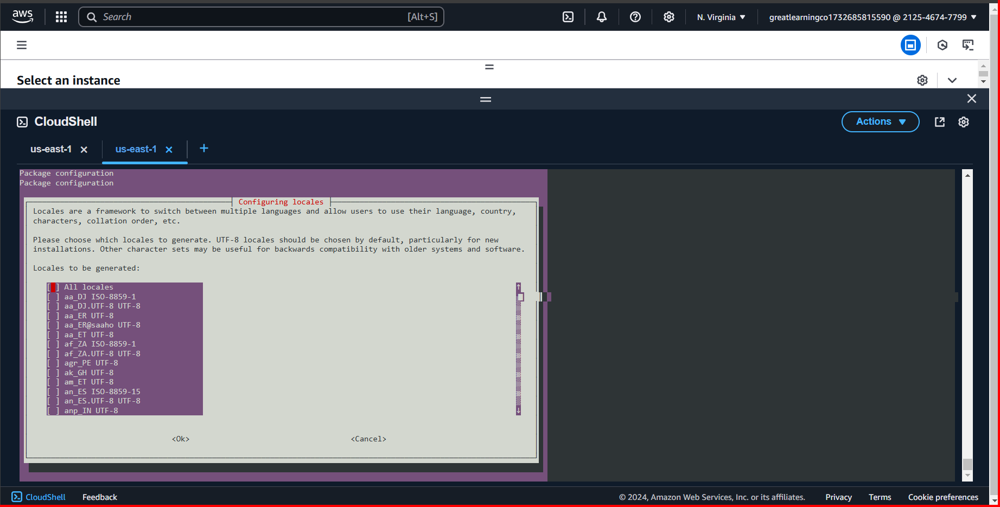 aws
Search [Alt+S]
N. Virginia
greatlearningco1732685815590 @ 2125-4674-7799
Select an instance
CloudShell
Actions
us-east-1
us-east-1
Package configuration
Package configuration
Configuring locales
Locales are a framework to switch between multiple languages and allow users to use their language, country,
characters, collation order, etc.
Please choose which locales to generate. UTF-8 locales should be chosen by default, particularly for new
installations. Other character sets may be useful for backwards compatibility with older systems and software.
Locales to be generated:
[ ] All locales
[ ] aa_DJ ISO-8859-1
[ ] aa_DJ.UTF-8 UTF-8
[ ] aa_ER UTF-8
[ ] aa_ER@saaho UTF-8
[ ] aa_ET UTF-8
[ ] af_ZA ISO-8859-1
[ ] af_ZA.UTF-8 UTF-8
[ ] agr_PE UTF-8
[ ] ak_GH UTF-8
[ ] am_ET UTF-8
[ ] an_ES ISO-8859-15
[ ] an_ES.UTF-8 UTF-8
[ ] anp_IN UTF-8
<Ok> <Cancel>
CloudShell Feedback © 2024, Amazon Web Services, Inc. or its affiliates. Privacy Terms Cookie preferences